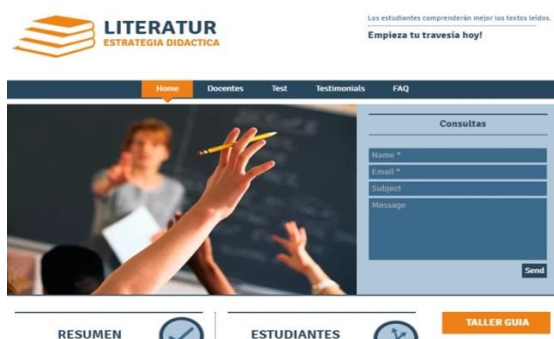 LITERATUR
ESTRATEGIA DIDACTICA
Los estudiantes comprenderán mejor los textos leídos.
Empieza tu travesía hoy!
Home Docentes Test Testimonials FAQ
Consultas
Name *
Email *
Subject
Message
Send
RESUMEN
ESTUDIANTES
TALLER GUIA